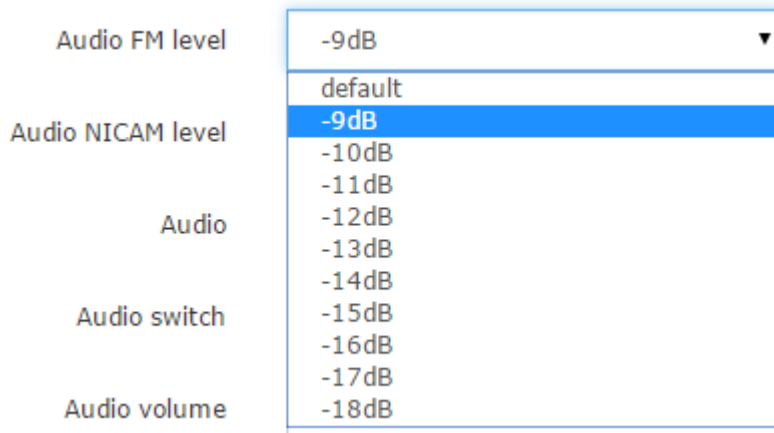 Audio FM level
-9dB
default
-9dB
Audio NICAM level
-10dB
-11dB
Audio
-12dB
-13dB
-14dB
Audio switch
-15dB
-16dB
-17dB
Audio volume
-18dB